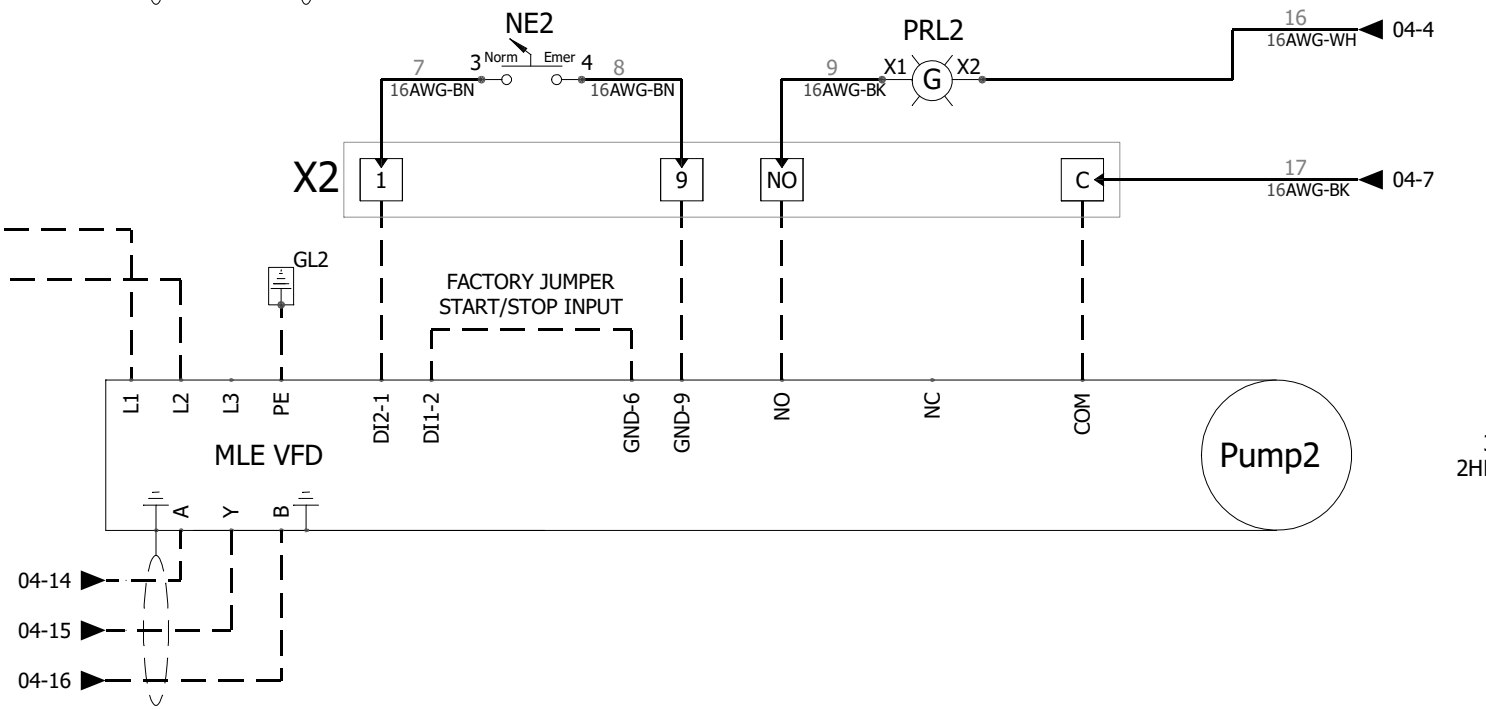 NE2
PRL2
16
16AWG-WH
04-4
7
16AWG-BN
3
Norm
Emer
4
8
16AWG-BN
9
16AWG-BK
X1
G
X2
X2
1
9
NO
C
17
16AWG-BK
04-7
GL2
FACTORY JUMPER
START/STOP INPUT
L1
L2
L3
PE
DI2-1
DI1-2
GND-6
GND-9
NO
NC
COM
MLE VFD
Pump2
A
Y
B
04-14
04-15
04-16